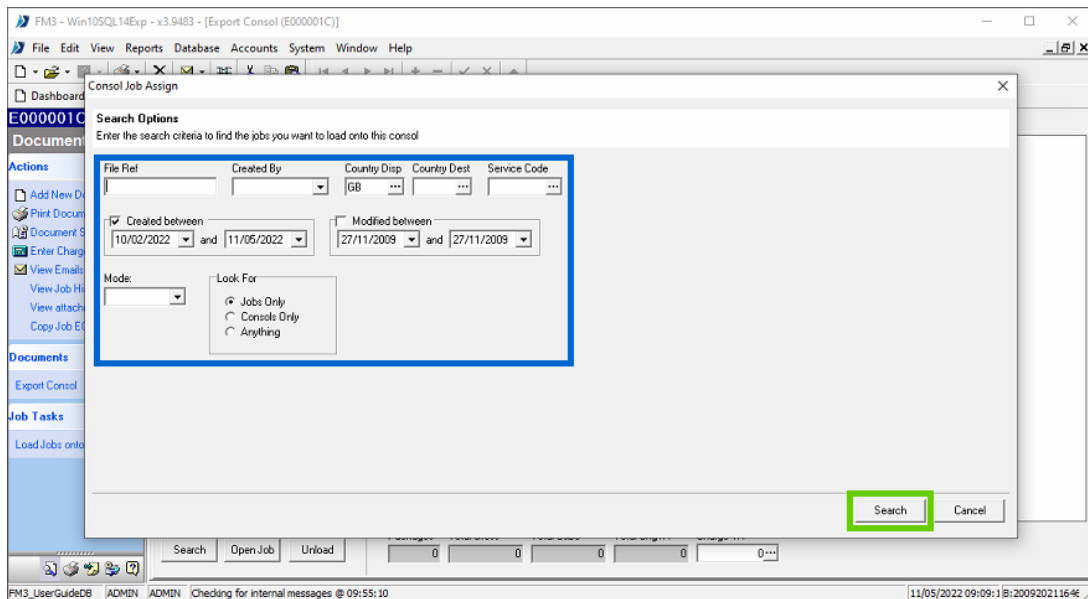 FM3 - Win10SQL14Exp - x3.9483 - [Export Consol (E000001C)]
File Edit View Reports Database Accounts System Window Help
Dashboard
Consol Job Assign
E000001C
Search Options
Enter the search criteria to find the jobs you want to load onto this consol
Document
Actions
File Ref Created By Country Disp Country Dest Service Code
GB
Add New Do
Print Docum
Document S
Created between Modified between
10/02/2022 and 11/05/2022 27/11/2009 and 27/11/2009
Enter Charg
View Emails
Mode: Look For
View Job Hi
View attach
Jobs Only
Consols Only
Copy Job E0
Anything
Documents
Export Consol
Job Tasks
Load Jobs onto
Search Cancel
Search Open Job Unload
0 0 0 0 0
FM3_UserGuideDB ADMIN ADMIN Checking for internal messages @ 09:55:10 11/05/2022 09:09:1